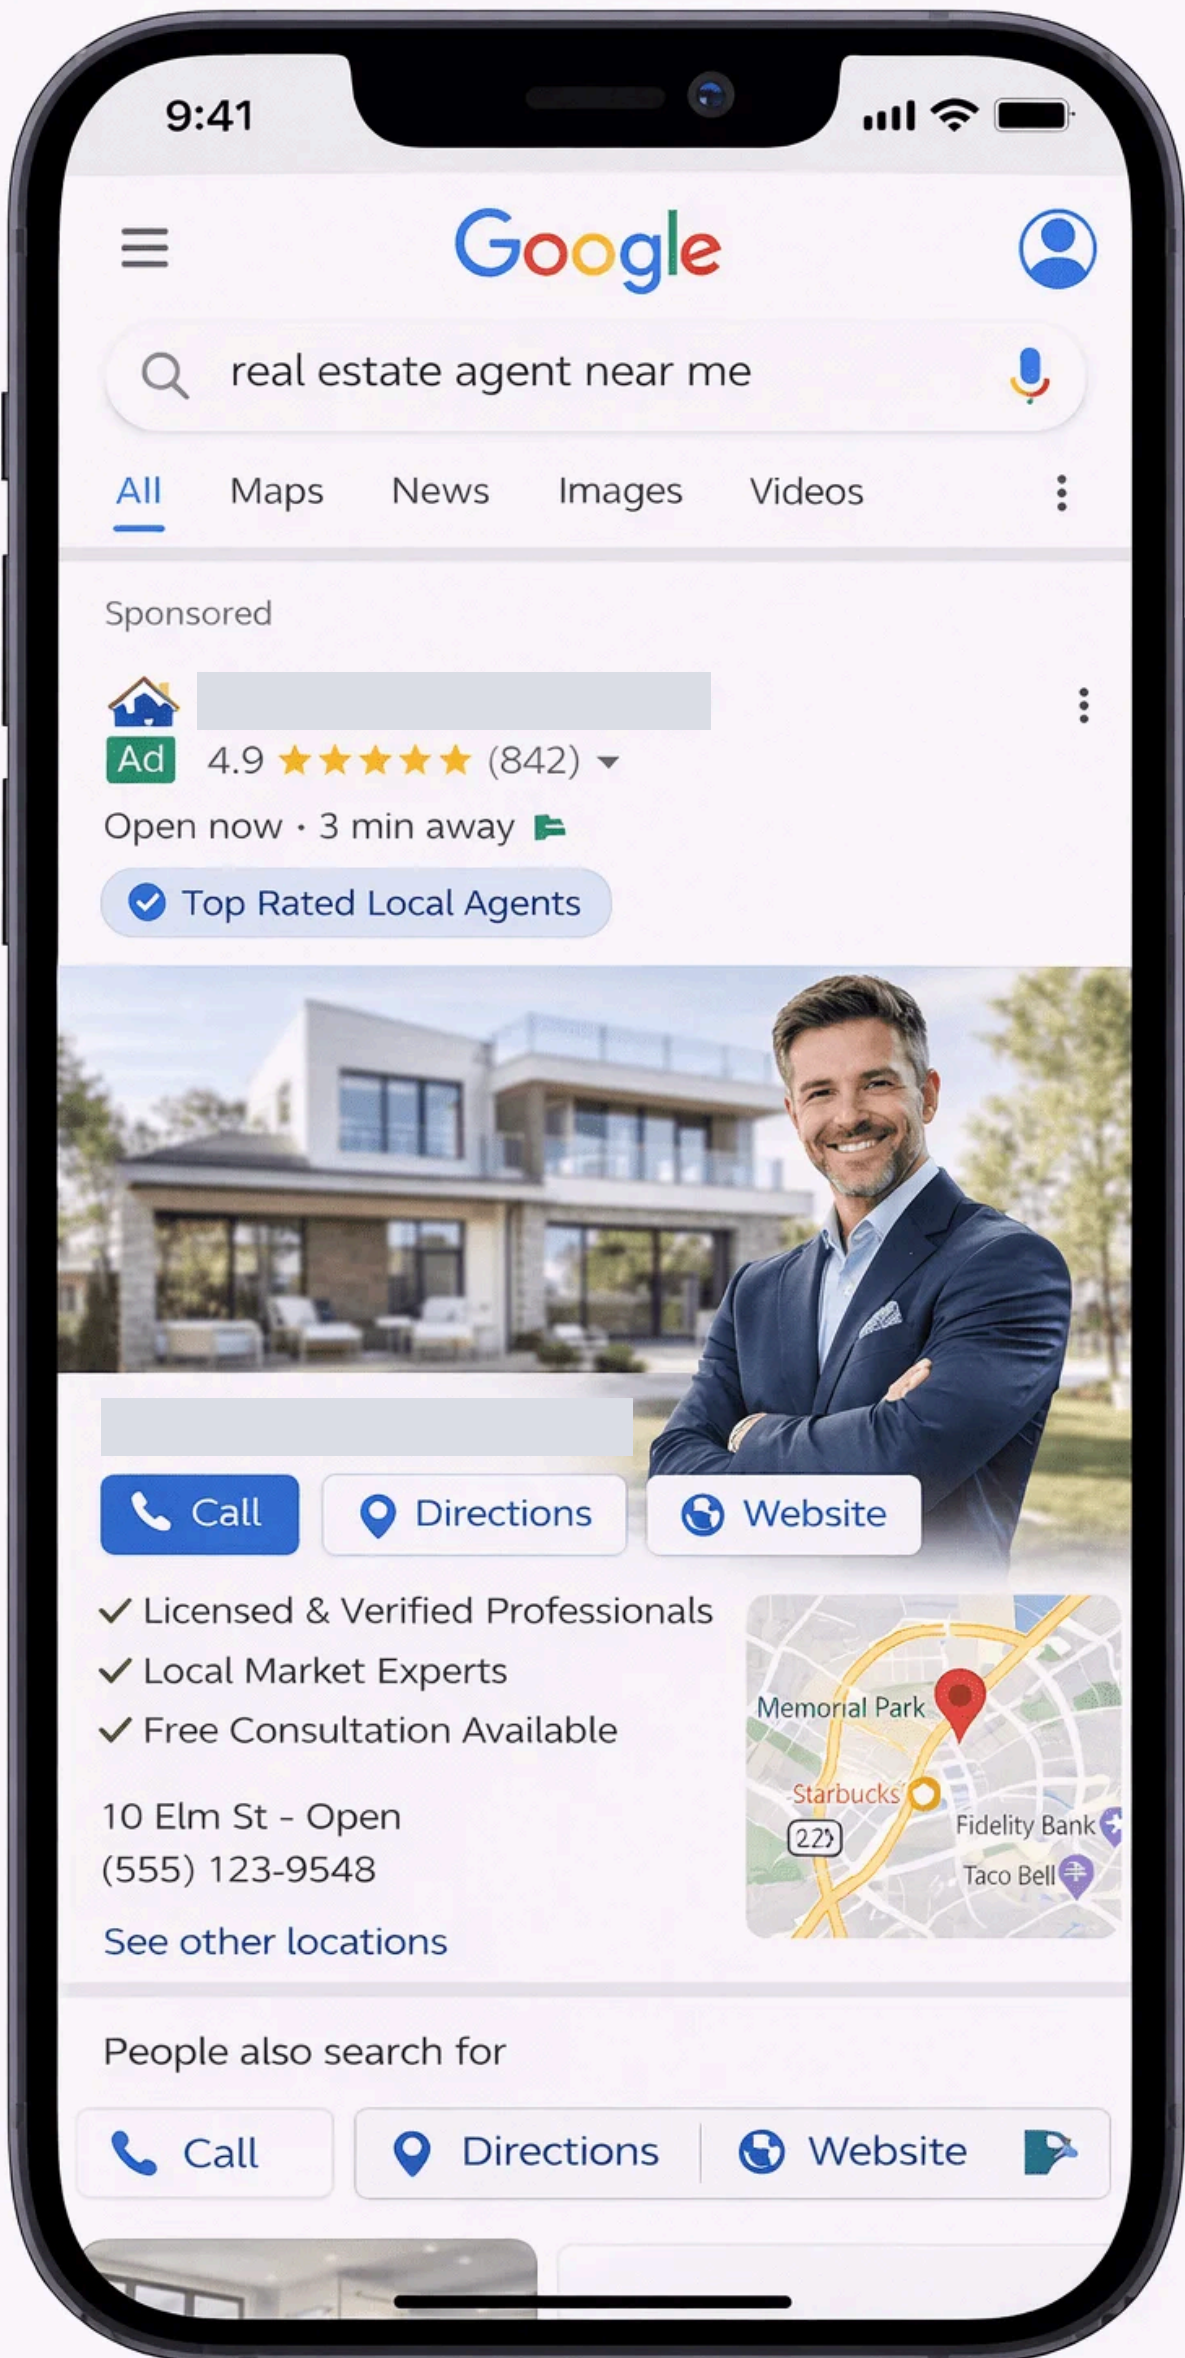 9:41
Google
real estate agent near me
All Maps News Images Videos
Sponsored
Ad 4.9 (842)
Open now · 3 min away
Top Rated Local Agents
Call Directions Website
✓ Licensed & Verified Professionals
✓ Local Market Experts
✓ Free Consultation Available
10 Elm St - Open
(555) 123-9548
See other locations
Memorial Park
Starbucks
Fidelity Bank
Taco Bell
People also search for
Call Directions Website